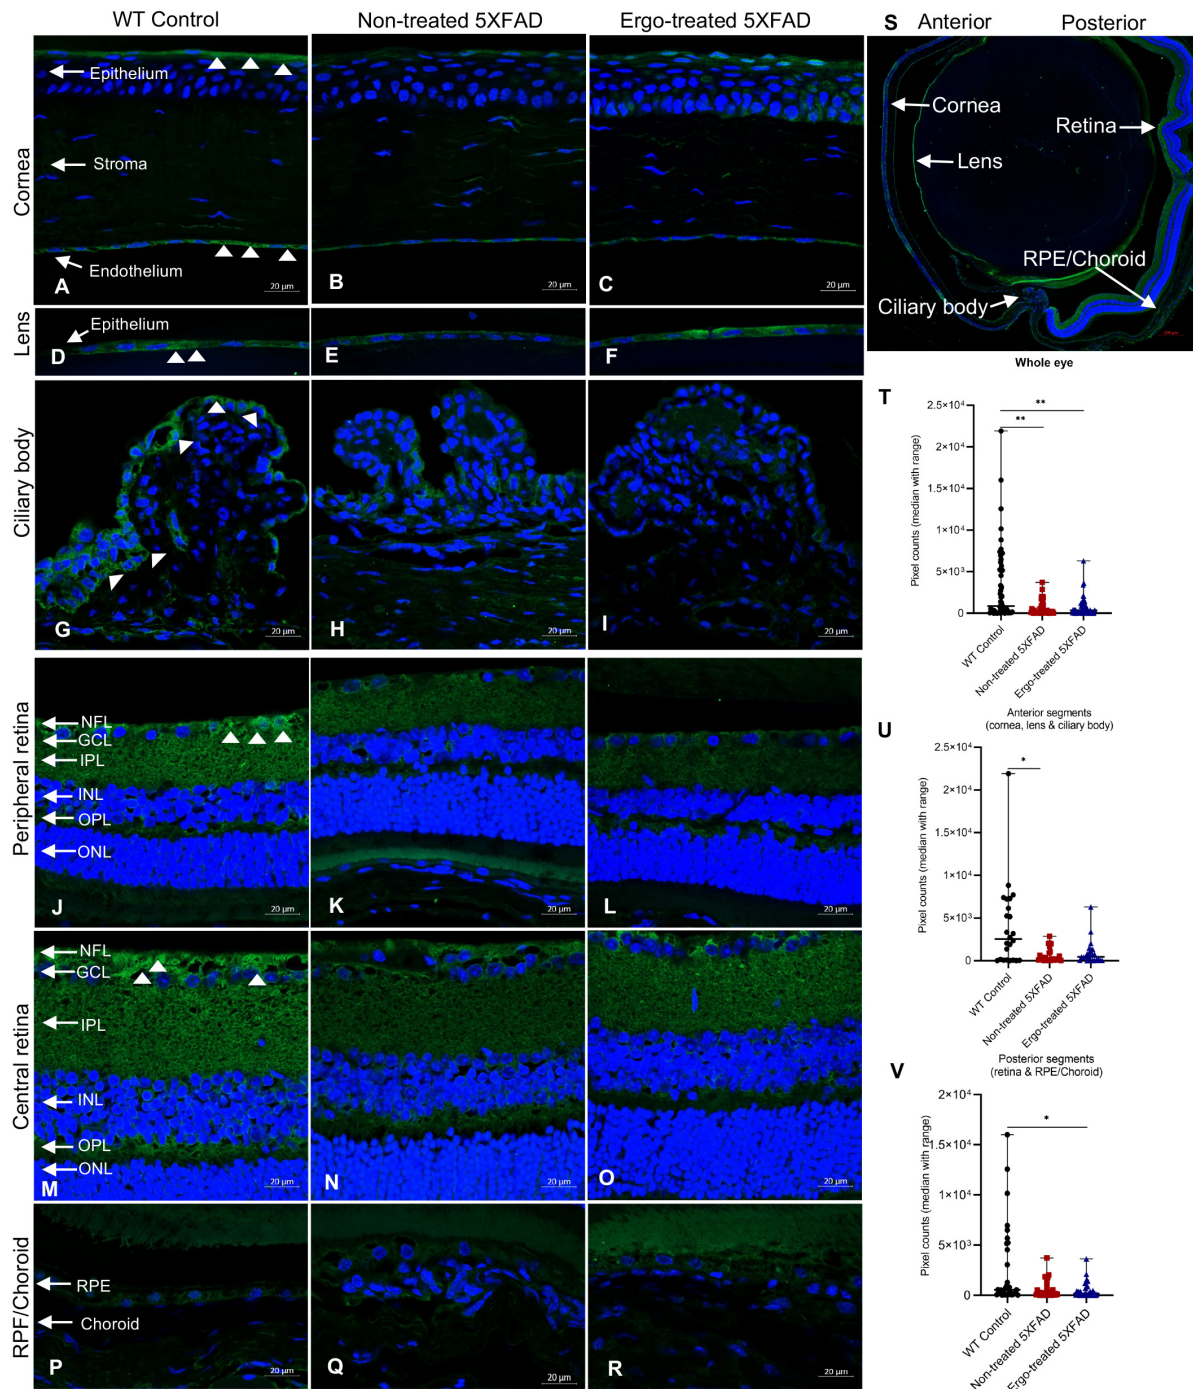 WT Control
Non-treated 5XFAD
Ergo-treated 5XFAD
Cornea
Epithelium
Stroma
Endothelium
A
20 µm
B
20 µm
C
20 µm
Lens
Epithelium
D
E
F
Ciliary body
G
20 µm
H
20 µm
I
20 µm
Peripheral retina
NFL
GCL
IPL
INL
OPL
ONL
J
20 µm
K
20 µm
L
20 µm
Central retina
NFL
GCL
IPL
INL
OPL
ONL
M
20 µm
N
20 µm
O
20 µm
RPF/Choroid
RPE
Choroid
P
20 µm
Q
20 µm
R
20 µm
S Anterior Posterior
Cornea
Retina
Lens
RPE/Choroid
Ciliary body
T
Whole eye
Pixel counts (median with range)
2.5×10⁴
2×10⁴
1.5×10⁴
1×10⁴
5×10³
0
**
**
WT Control
Non-treated 5XFAD
Ergo-treated 5XFAD
U
Anterior segments
(cornea, lens & ciliary body)
Pixel counts (median with range)
2.5×10⁴
2×10⁴
1.5×10⁴
1×10⁴
5×10³
0
*
WT Control
Non-treated 5XFAD
Ergo-treated 5XFAD
V
Posterior segments
(retina & RPE/Choroid)
Pixel counts (median with range)
2×10⁴
1.5×10⁴
1×10⁴
5×10³
0
*
WT Control
Non-treated 5XFAD
Ergo-treated 5XFAD